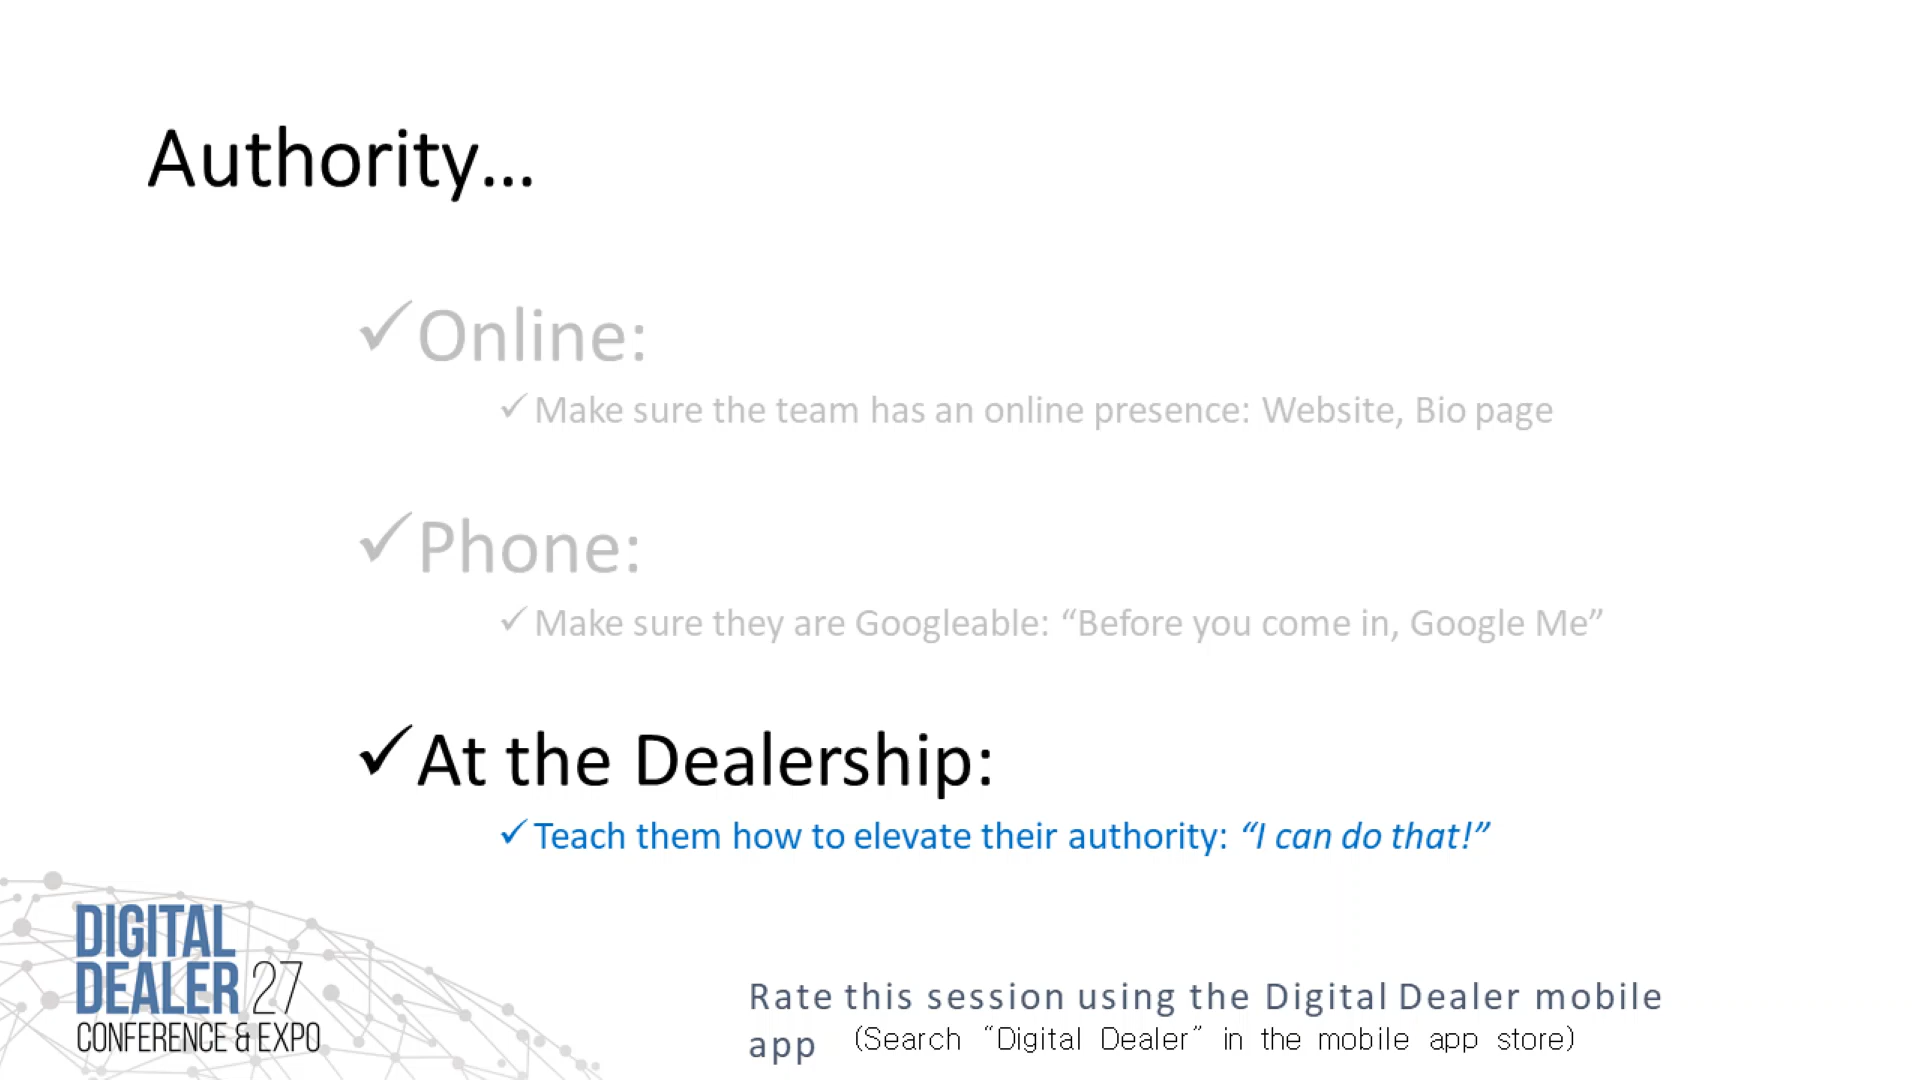 Authority…
✓Online:
✓Make sure the team has an online presence: Website, Bio page
✓Phone:
✓Make sure they are Googleable: “Before you come in, Google Me”
✓At the Dealership:
✓Teach them how to elevate their authority: “I can do that!”
DIGITAL
DEALER 27
CONFERENCE & EXPO
Rate this session using the Digital Dealer mobile
app (Search “Digital Dealer” in the mobile app store)